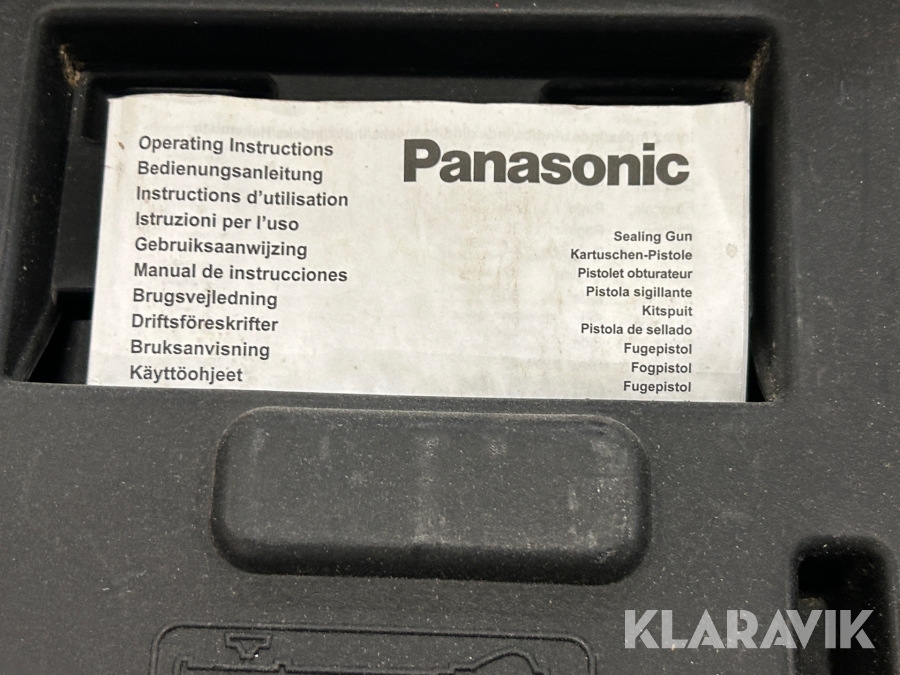 Operating Instructions
Bedienungsanleitung
Instructions d'utilisation
Istruzioni per l'uso
Gebruiksaanwijzing
Manual de instrucciones
Brugsvejledning
Driftsföreskrifter
Bruksanvisning
Käyttöohjeet
Panasonic
Sealing Gun
Kartuschen-Pistole
Pistolet obturateur
Pistola sigillante
Kitspuit
Pistola de sellado
Fugepistol
Fogpistol
Fugepistol
KLARAVIK